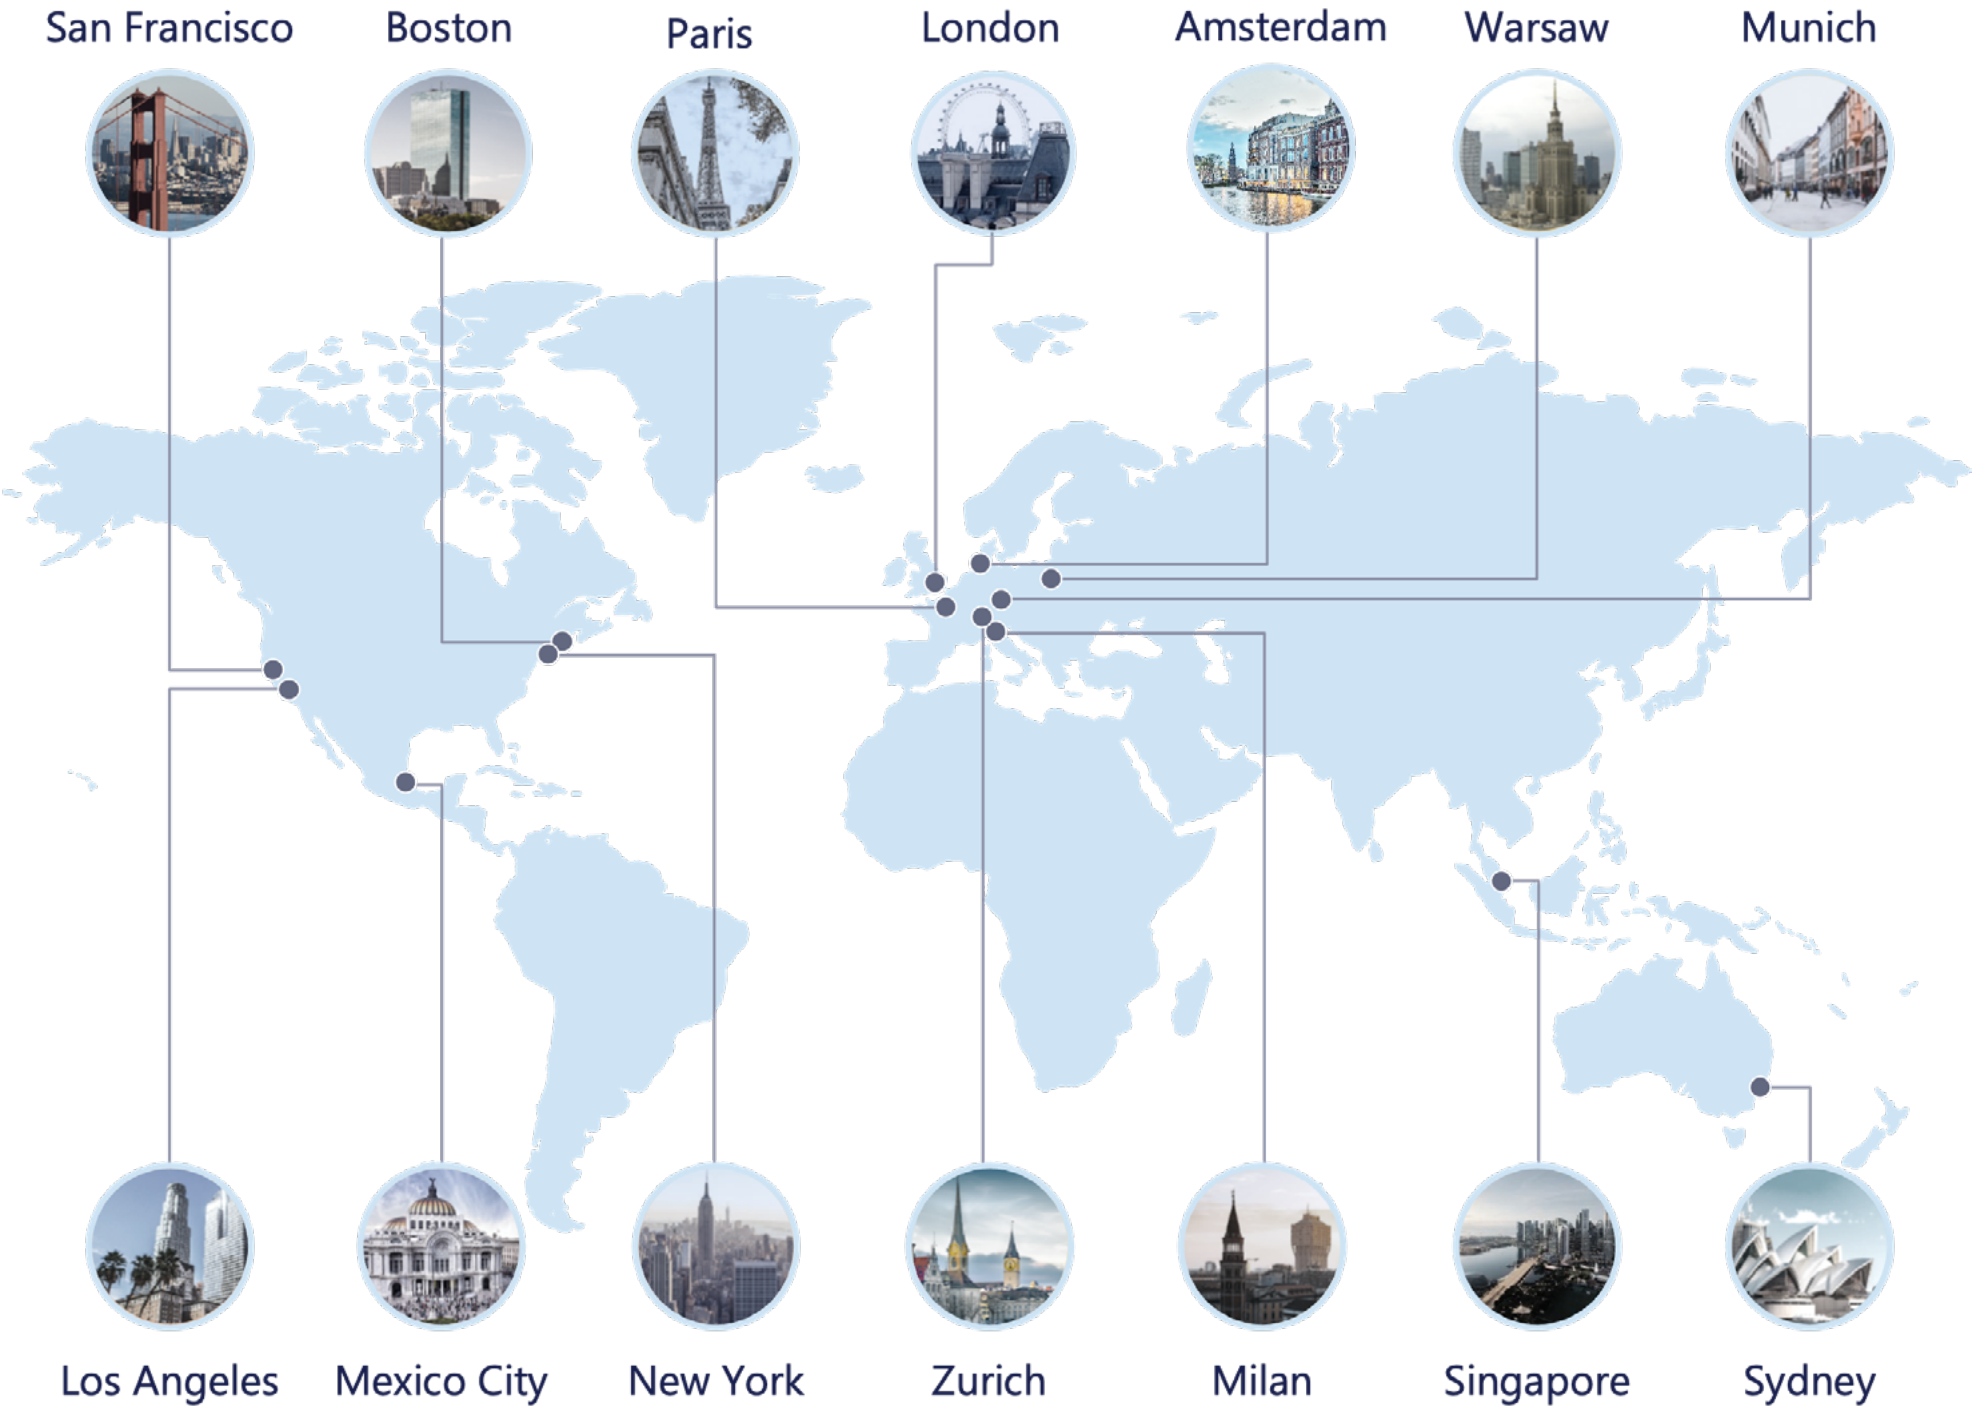 San Francisco
Boston
Paris
London
Amsterdam
Warsaw
Munich
Los Angeles
Mexico City
New York
Zurich
Milan
Singapore
Sydney